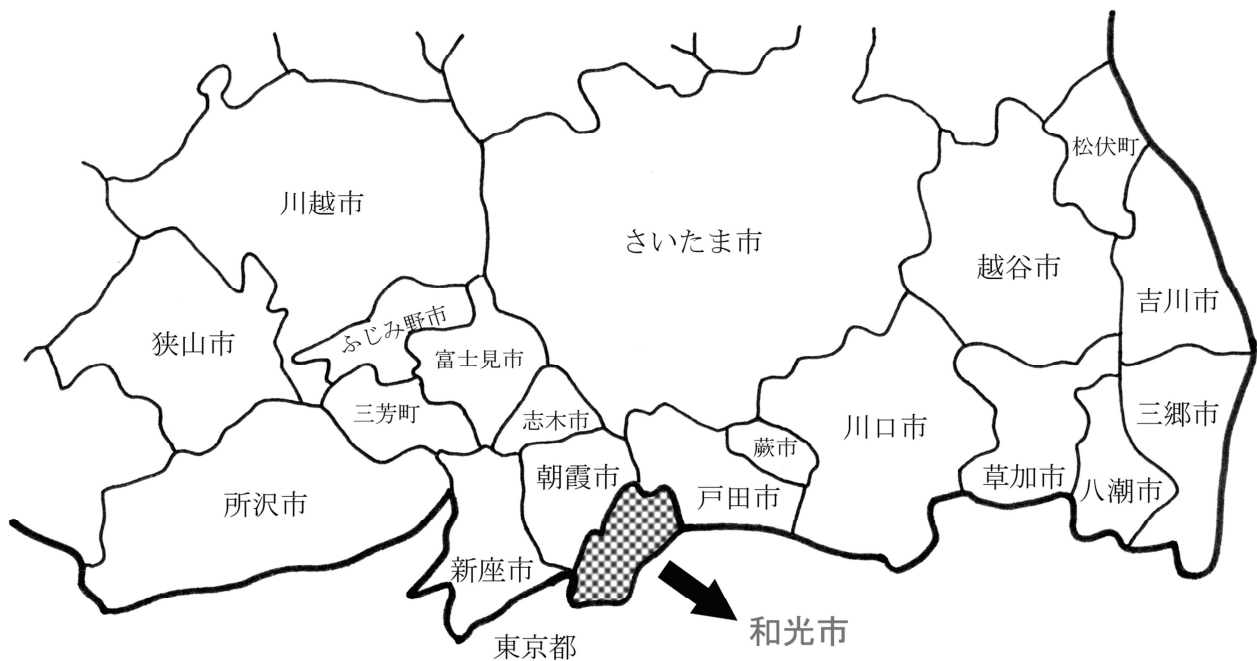 松伏町
川越市
さいたま市
越谷市
吉川市
狭山市
ふじみ野市
富士見市
三芳町
志木市
川口市
三郷市
蕨市
朝霞市
戸田市
草加市
八潮市
所沢市
新座市
和光市
東京都